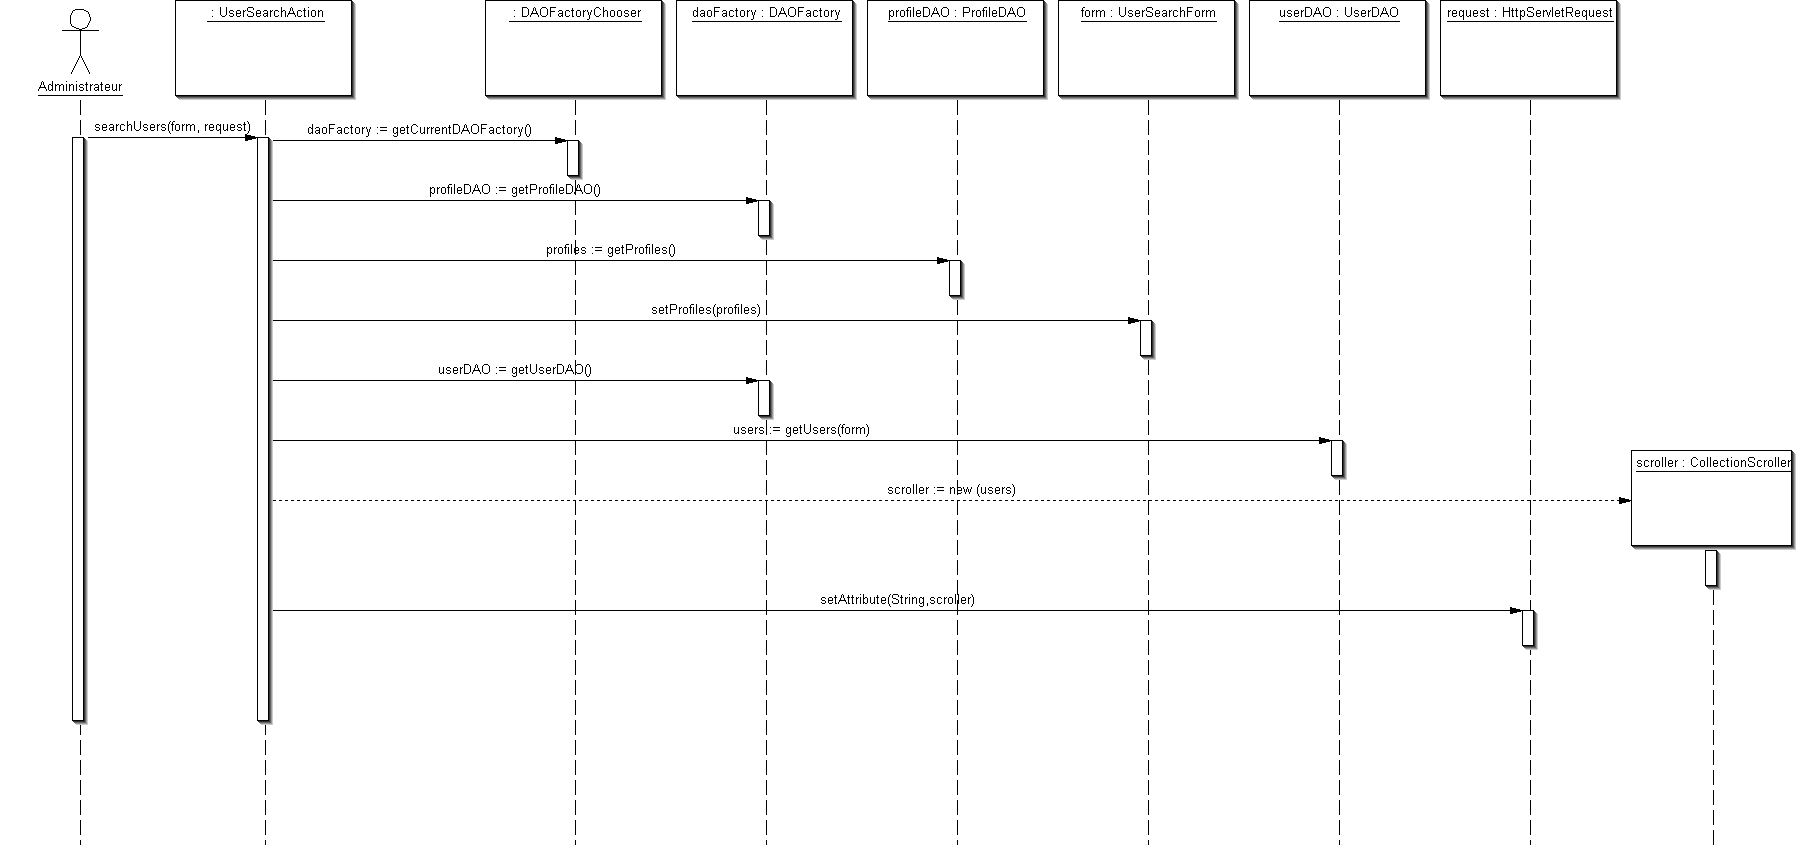 : UserSearchAction
: DAOFactoryChooser
daoFactory : DAOFactory
profileDAO : ProfileDAO
form : UserSearchForm
userDAO : UserDAO
request : HttpServletRequest
Administrateur
searchUsers(form, request)
daoFactory := getCurrentDAOFactory()
profileDAO := getProfileDAO()
profiles := getProfiles()
setProfiles(profiles)
userDAO := getUserDAO()
users := getUsers(form)
scroller : CollectionScroller
scroller := new (users)
setAttribute(String,scroller)